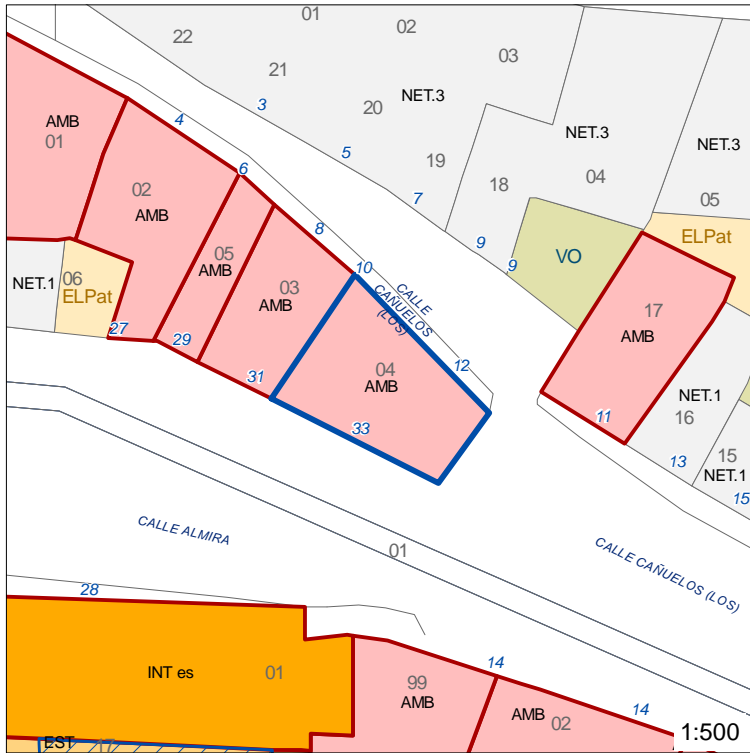 01
02
22
03
21
3
20
NET.3
4
AMB
01
5
NET.3
NET.3
19
6
18
04
7
02
AMB
05
8
9
ELPat
05
AMB
9
VO
10
CALLE
CAÑUELOS
(LOS)
NET.1
06
ELPat
03
AMB
17
AMB
27
29
12
04
AMB
31
33
11
NET.1
16
13
15
NET.1
15
CALLE ALMIRA
01
CALLE CAÑUELOS (LOS)
28
INT es
01
99
AMB
14
14
AMB
02
1:500
EST
17